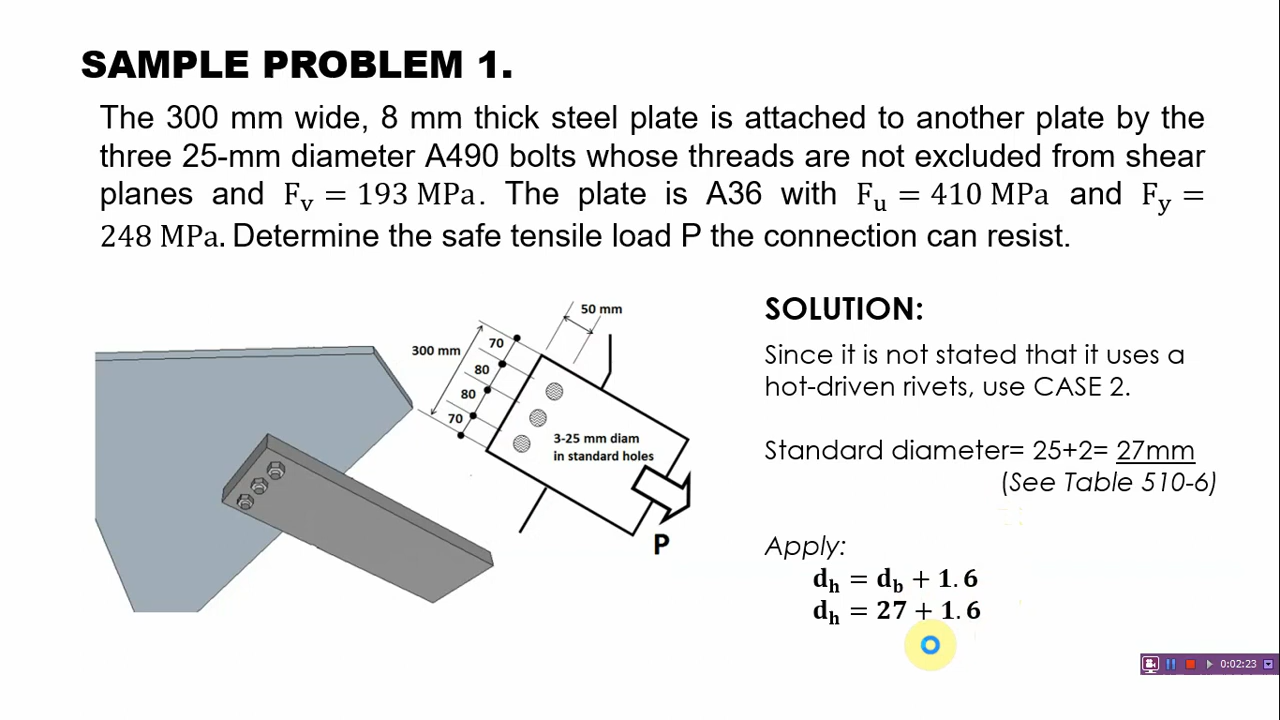 SAMPLE PROBLEM 1.
The 300 mm wide, 8 mm thick steel plate is attached to another plate by the
three 25-mm diameter A490 bolts whose threads are not excluded from shear
planes and Fᵥ = 193 MPa. The plate is A36 with Fᵤ = 410 MPa and F_y =
248 MPa. Determine the safe tensile load P the connection can resist.
50 mm
300 mm
70
80
80
70
3-25 mm diam
in standard holes
P
SOLUTION:
Since it is not stated that it uses a
hot-driven rivets, use CASE 2.
Standard diameter= 25+2= 27mm
(See Table 510-6)
Apply:
d_h = d_b + 1.6
d_h = 27 + 1.6
0:02:23